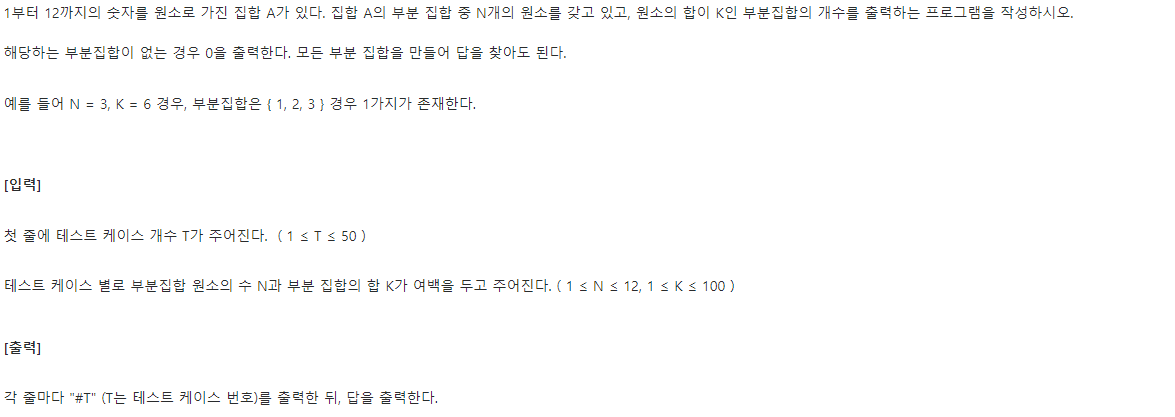 1부터 12까지의 숫자를 원소로 가진 집합 A가 있다. 집합 A의 부분 집합 중 N개의 원소를 갖고 있고, 원소의 합이 K인 부분집합의 개수를 출력하는 프로그램을 작성하시오.
해당하는 부분집합이 없는 경우 0을 출력한다. 모든 부분 집합을 만들어 답을 찾아도 된다.
예를 들어 N = 3, K = 6 경우, 부분집합은 { 1, 2, 3 } 경우 1가지가 존재한다.
[입력]
첫 줄에 테스트 케이스 개수 T가 주어진다. ( 1 ≤ T ≤ 50 )
테스트 케이스 별로 부분집합 원소의 수 N과 부분 집합의 합 K가 여백을 두고 주어진다. ( 1 ≤ N ≤ 12, 1 ≤ K ≤ 100 )
[출력]
각 줄마다 "#T" (T는 테스트 케이스 번호)를 출력한 뒤, 답을 출력한다.